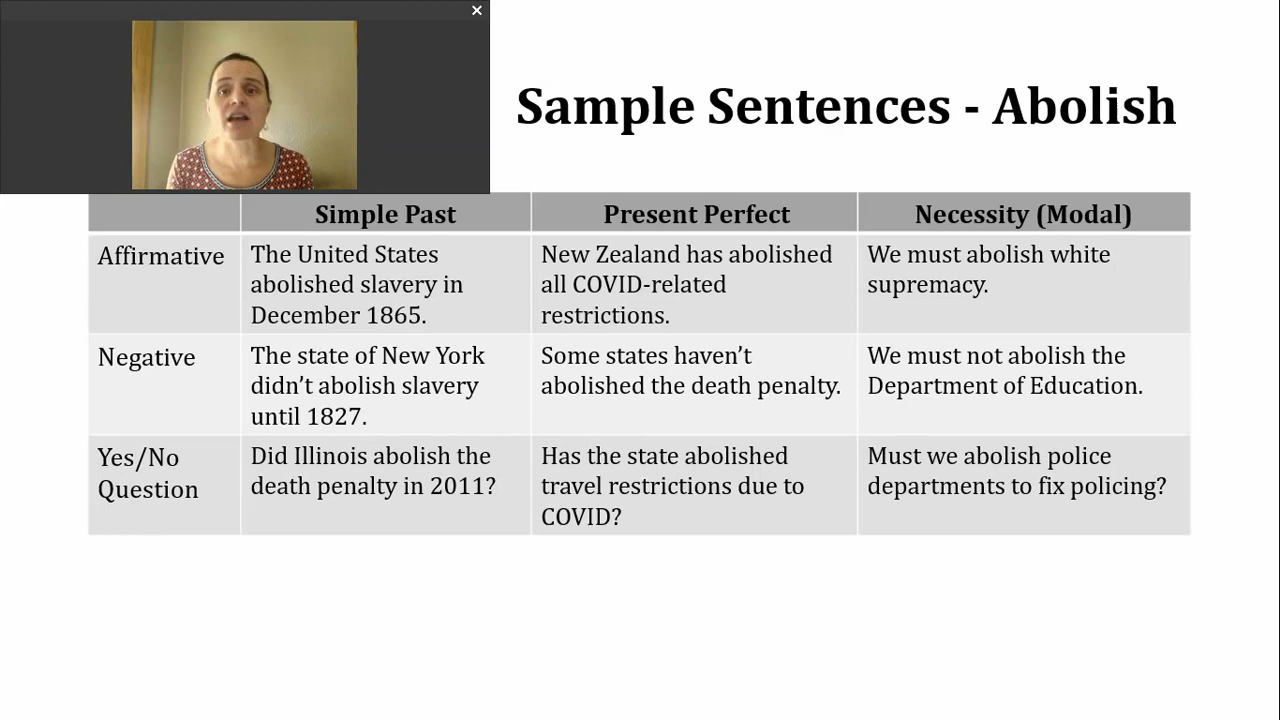 Sample Sentences - Abolish
Simple Past
Present Perfect
Necessity (Modal)
Affirmative
The United States
abolished slavery in
December 1865.
New Zealand has abolished
all COVID-related
restrictions.
We must abolish white
supremacy.
Negative
The state of New York
didn’t abolish slavery
until 1827.
Some states haven’t
abolished the death penalty.
We must not abolish the
Department of Education.
Yes/No
Question
Did Illinois abolish the
death penalty in 2011?
Has the state abolished
travel restrictions due to
COVID?
Must we abolish police
departments to fix policing?